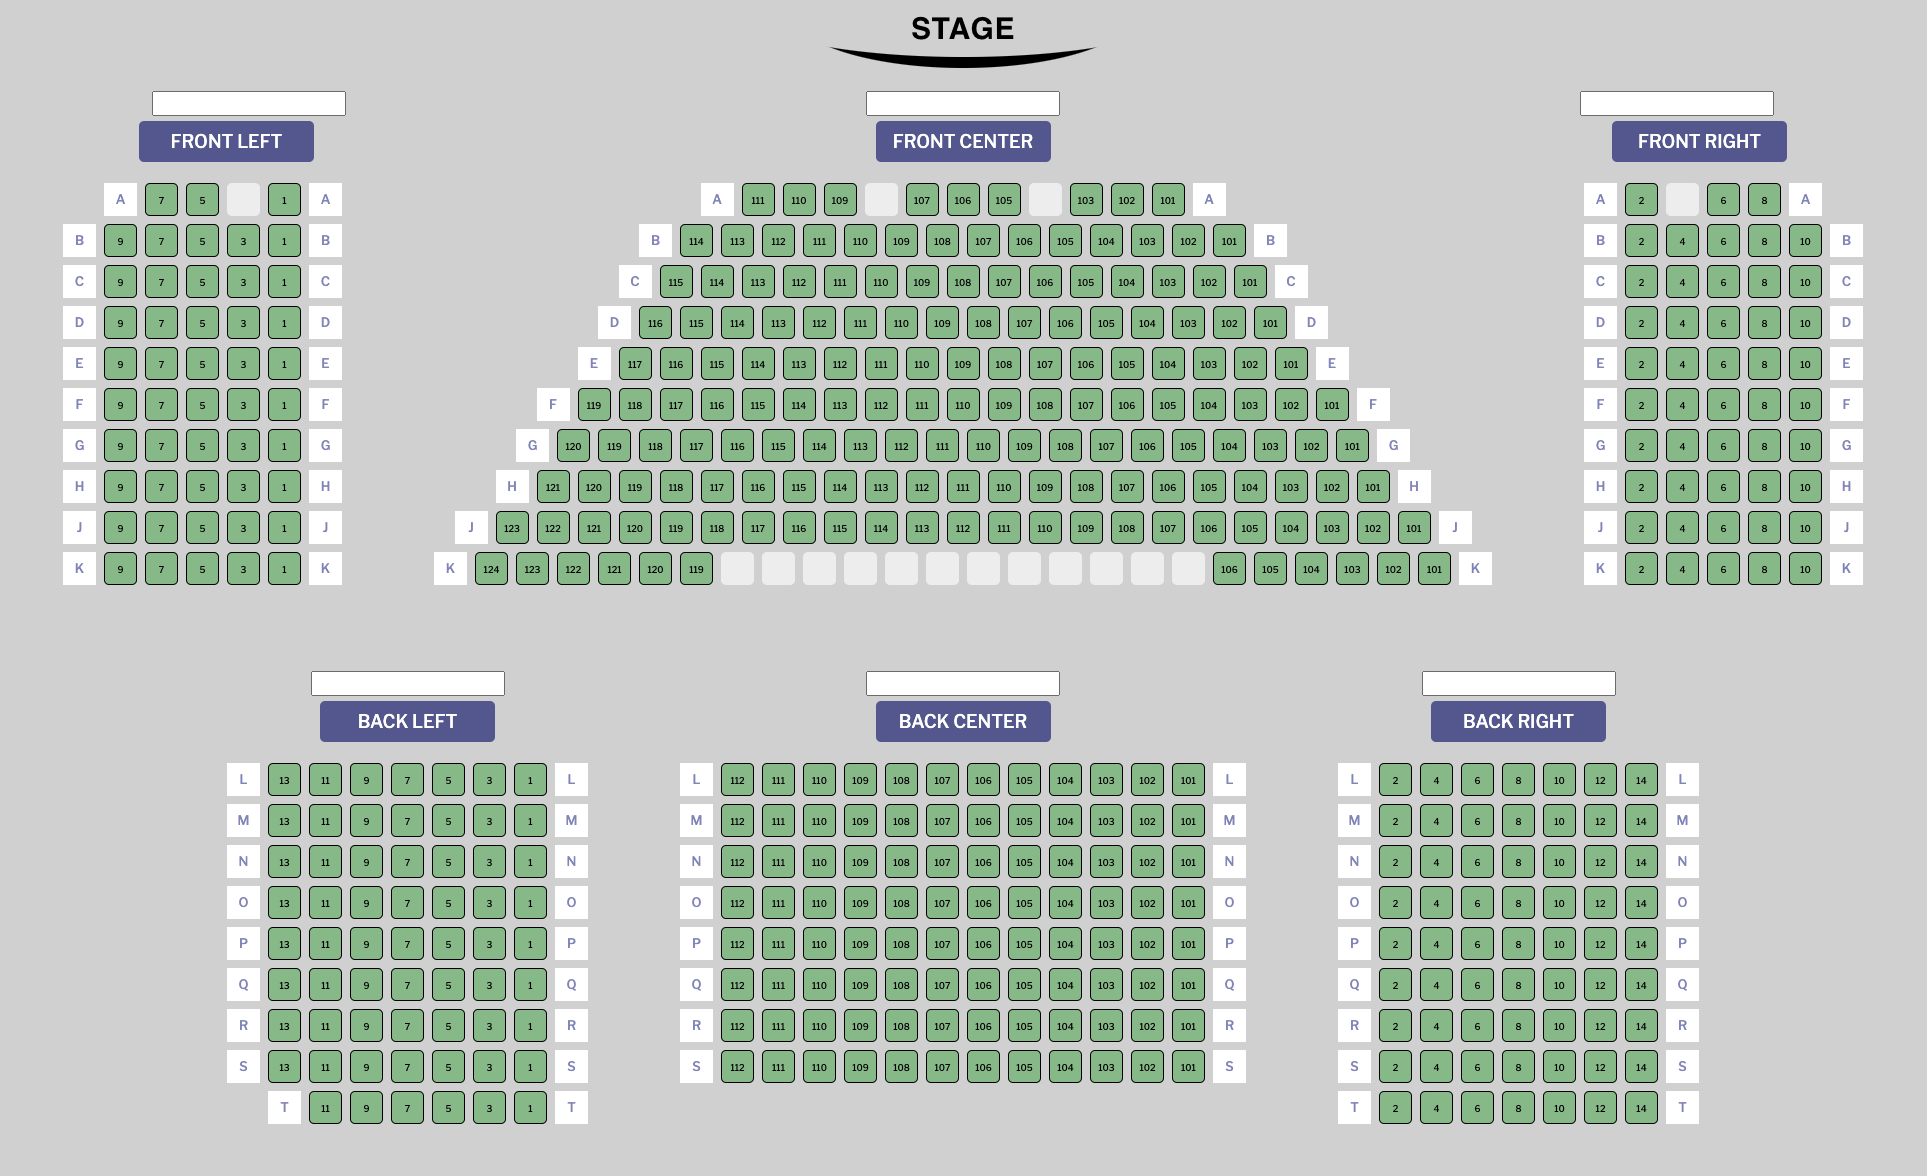 STAGE
FRONT LEFT FRONT CENTER FRONT RIGHT
A 7 5 1 A A 111 110 109 107 106 105 103 102 101 A A 2 6 8 A
B 9 7 5 3 1 B B 114 113 112 111 110 109 108 107 106 105 104 103 102 101 B B 2 4 6 8 10 B
C 9 7 5 3 1 C C 115 114 113 112 111 110 109 108 107 106 105 104 103 102 101 C C 2 4 6 8 10 C
D 9 7 5 3 1 D D 116 115 114 113 112 111 110 109 108 107 106 105 104 103 102 101 D D 2 4 6 8 10 D
E 9 7 5 3 1 E E 117 116 115 114 113 112 111 110 109 108 107 106 105 104 103 102 101 E E 2 4 6 8 10 E
F 9 7 5 3 1 F F 119 118 117 116 115 114 113 112 111 110 109 108 107 106 105 104 103 102 101 F F 2 4 6 8 10 F
G 9 7 5 3 1 G G 120 119 118 117 116 115 114 113 112 111 110 109 108 107 106 105 104 103 102 101 G G 2 4 6 8 10 G
H 9 7 5 3 1 H H 121 120 119 118 117 116 115 114 113 112 111 110 109 108 107 106 105 104 103 102 101 H H 2 4 6 8 10 H
J 9 7 5 3 1 J J 123 122 121 120 119 118 117 116 115 114 113 112 111 110 109 108 107 106 105 104 103 102 101 J J 2 4 6 8 10 J
K 9 7 5 3 1 K K 124 123 122 121 120 119 106 105 104 103 102 101 K K 2 4 6 8 10 K
BACK LEFT BACK CENTER BACK RIGHT
L 13 11 9 7 5 3 1 L L 112 111 110 109 108 107 106 105 104 103 102 101 L L 2 4 6 8 10 12 14 L
M 13 11 9 7 5 3 1 M M 112 111 110 109 108 107 106 105 104 103 102 101 M M 2 4 6 8 10 12 14 M
N 13 11 9 7 5 3 1 N N 112 111 110 109 108 107 106 105 104 103 102 101 N N 2 4 6 8 10 12 14 N
O 13 11 9 7 5 3 1 O O 112 111 110 109 108 107 106 105 104 103 102 101 O O 2 4 6 8 10 12 14 O
P 13 11 9 7 5 3 1 P P 112 111 110 109 108 107 106 105 104 103 102 101 P P 2 4 6 8 10 12 14 P
Q 13 11 9 7 5 3 1 Q Q 112 111 110 109 108 107 106 105 104 103 102 101 Q Q 2 4 6 8 10 12 14 Q
R 13 11 9 7 5 3 1 R R 112 111 110 109 108 107 106 105 104 103 102 101 R R 2 4 6 8 10 12 14 R
S 13 11 9 7 5 3 1 S S 112 111 110 109 108 107 106 105 104 103 102 101 S S 2 4 6 8 10 12 14 S
T 11 9 7 5 3 1 T T 2 4 6 8 10 12 14 T